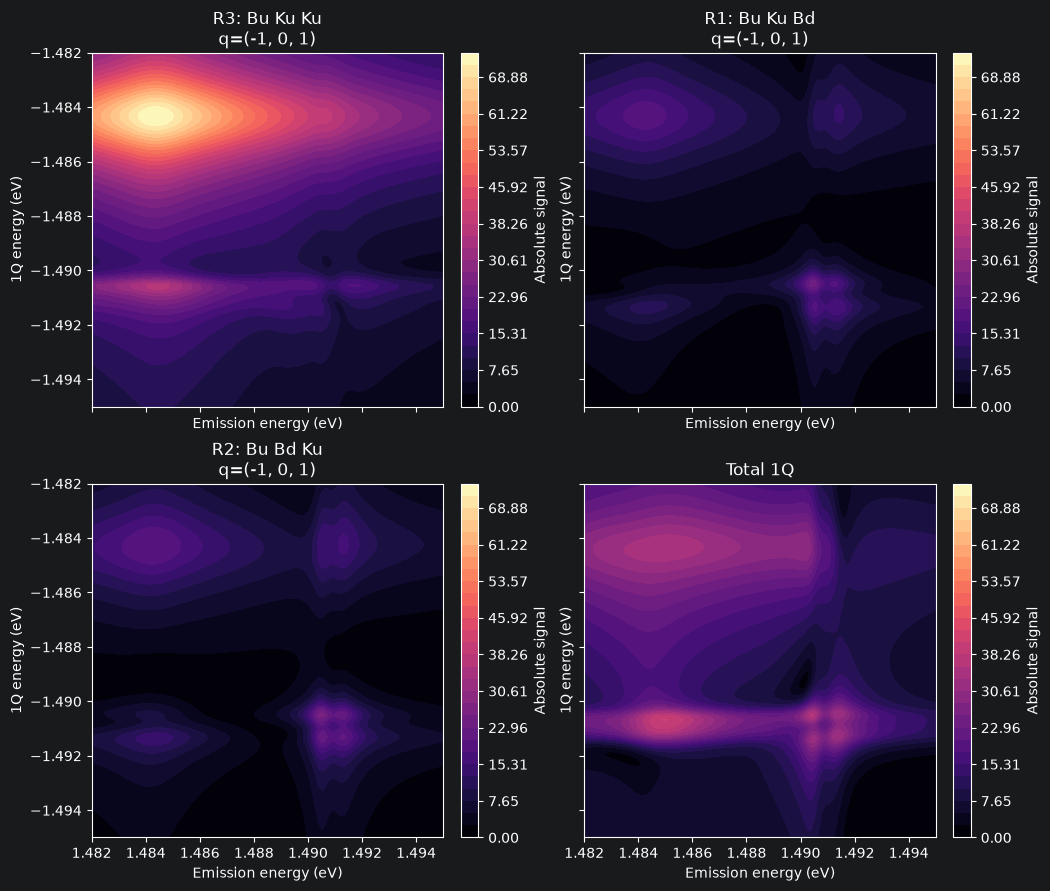 R3: Bu Ku Ku
q=(-1, 0, 1)
−1.482
−1.484
−1.486
−1.488
−1.490
−1.492
−1.494
1Q energy (eV)
Emission energy (eV)
68.88
61.22
53.57
45.92
38.26
30.61
22.96
15.31
7.65
0.00
Absolute signal
R1: Bu Ku Bd
q=(-1, 0, 1)
1Q energy (eV)
Emission energy (eV)
68.88
61.22
53.57
45.92
38.26
30.61
22.96
15.31
7.65
0.00
Absolute signal
R2: Bu Bd Ku
q=(-1, 0, 1)
−1.482
−1.484
−1.486
−1.488
−1.490
−1.492
−1.494
1Q energy (eV)
1.482 1.484 1.486 1.488 1.490 1.492 1.494
Emission energy (eV)
68.88
61.22
53.57
45.92
38.26
30.61
22.96
15.31
7.65
0.00
Absolute signal
Total 1Q
1Q energy (eV)
1.482 1.484 1.486 1.488 1.490 1.492 1.494
Emission energy (eV)
68.88
61.22
53.57
45.92
38.26
30.61
22.96
15.31
7.65
0.00
Absolute signal